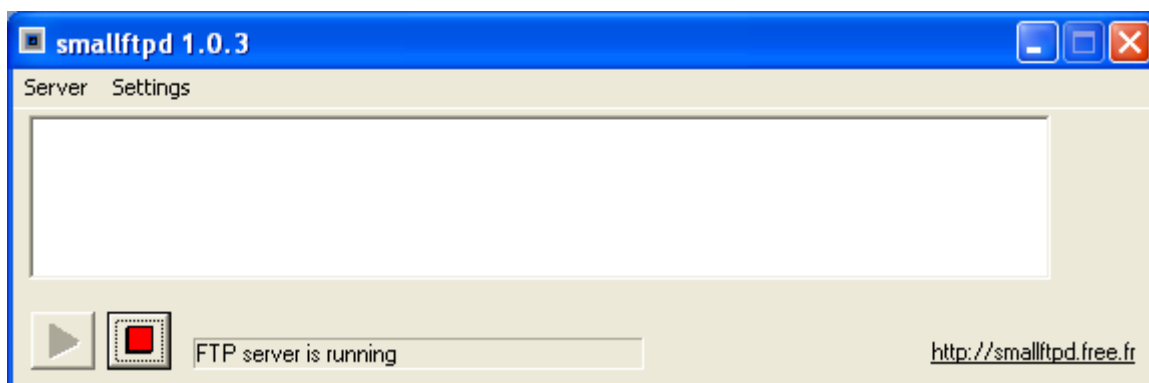 smallftpd 1.0.3
Server Settings
FTP server is running
http://smallftpd.free.fr